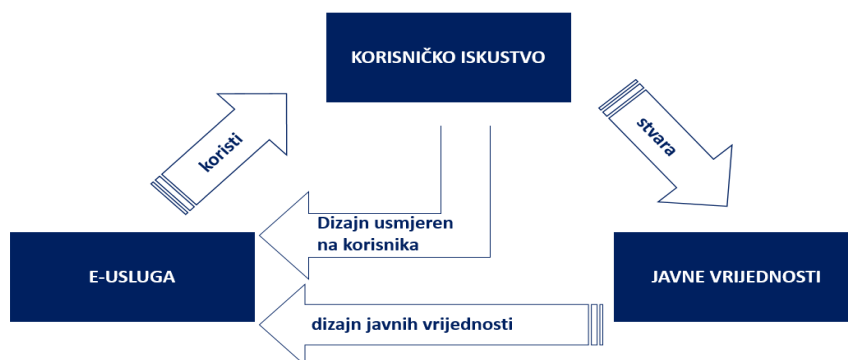 KORISNIČKO ISKUSTVO
koristi
stvara
Dizajn usmjeren
na korisnika
E-USLUGA
JAVNE VRIJEDNOSTI
dizajn javnih vrijednosti